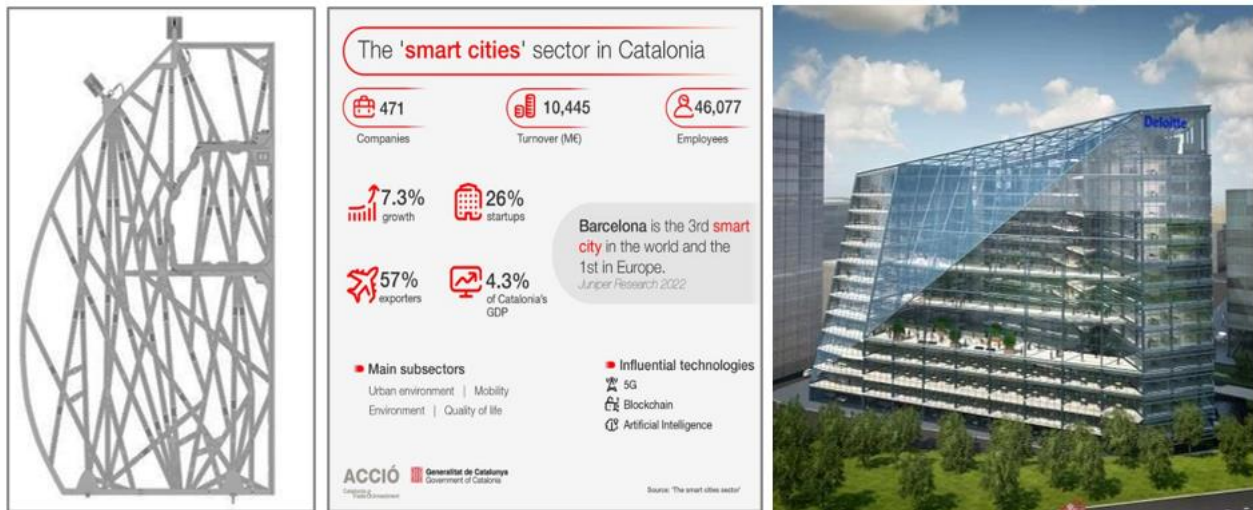 The 'smart cities' sector in Catalonia
471
Companies
10,445
Turnover (M€)
46,077
Employees
7.3%
growth
26%
startups
57%
exporters
4.3%
of Catalonia's
GDP
Barcelona is the 3rd smart
city in the world and the
1st in Europe.
Juniper Research 2022
Main subsectors
Urban environment | Mobility
Environment | Quality of life
Influential technologies
5G
Blockchain
Artificial Intelligence
ACCIÓ
Catalonia
Trade & Investment
Generalitat de Catalunya
Government of Catalonia
Source: 'The smart cities sector'
Deloitte